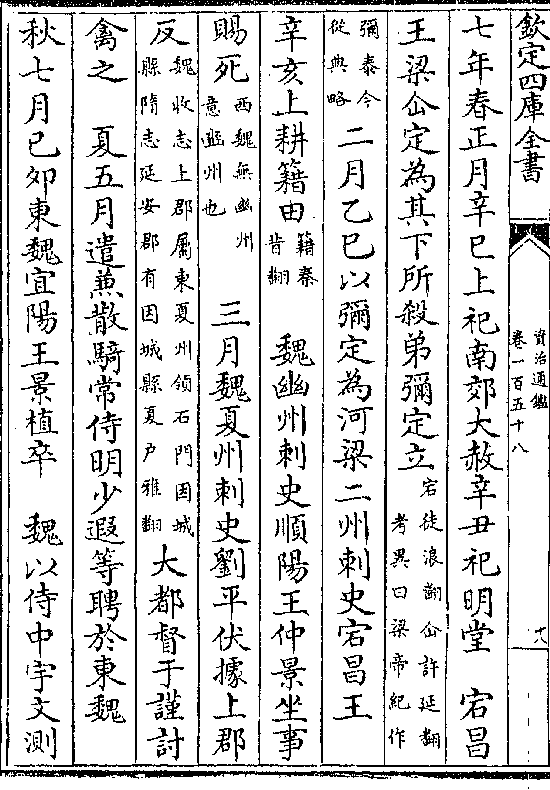 欽定四庫全書
資治通鑑
卷一百五十八
十八
七年春正月辛巳上祀南郊大赦辛丑祀明堂　宕昌
王梁仚定為其下所殺弟彌定立宕徒浪翻仚許延翻
考異曰梁帝紀作
彌泰今
從典略二月乙巳以彌定為河梁二州刺史宕昌王
辛亥上耕籍田籍秦
昔翻　魏幽州刺史順陽王仲景坐事
賜死西魏無幽州
意豳州也　三月魏夏州刺史劉平伏據上郡
反魏收志上郡屬東夏州領石門因城
縣隋志延安郡有因城縣夏户雅翻大都督于謹討
禽之　夏五月遣兼散騎常侍明少遐等聘於東魏
秋七月己卯東魏宜陽王景植卒　魏以侍中宇文測